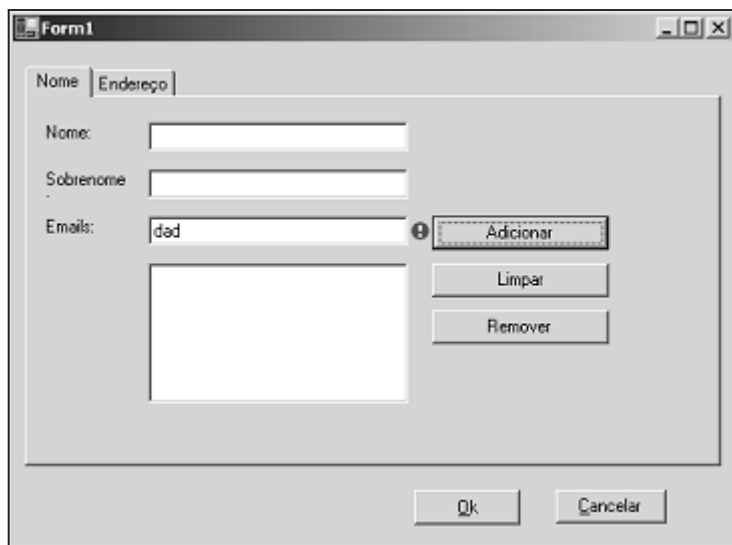 Form1
Nome Endereço
Nome:
Sobrenome
:
Emails: dad Adicionar
Limpar
Remover
Ok Cancelar